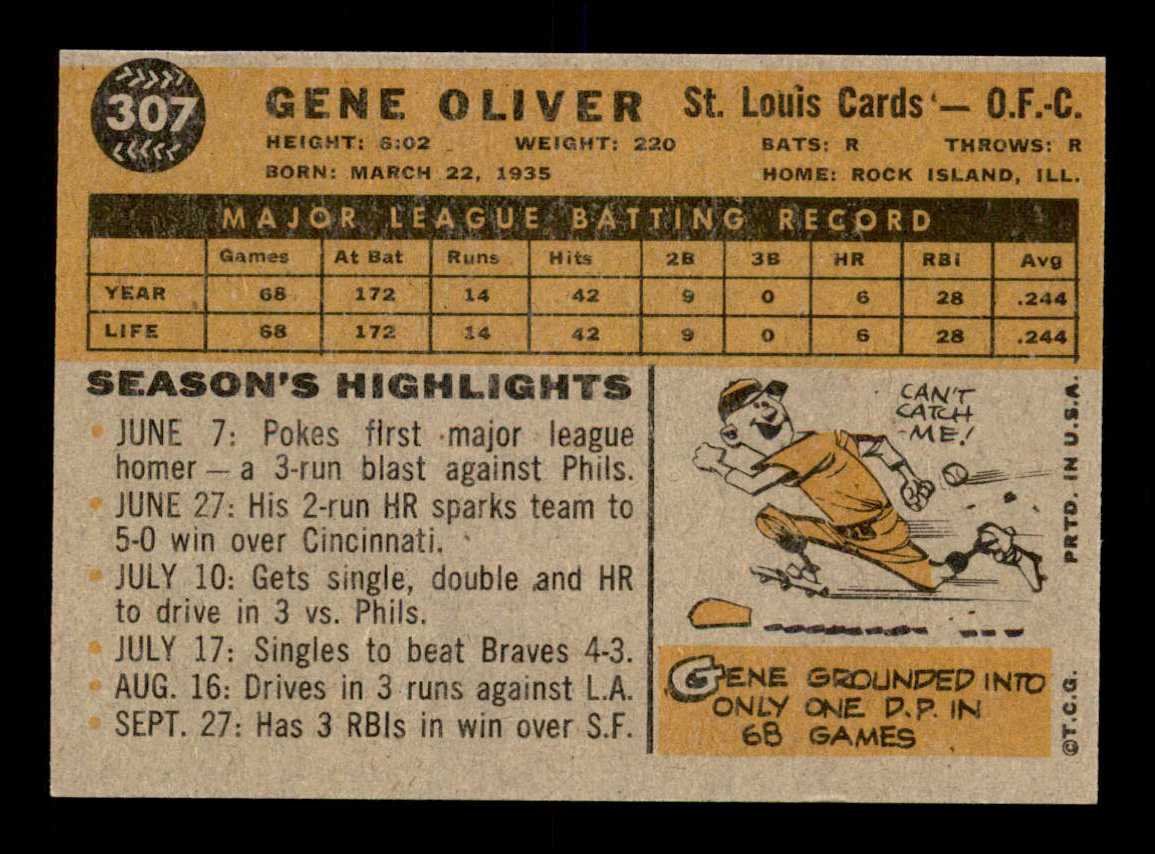 307
GENE OLIVER St. Louis Cards — O.F.-C.
HEIGHT: 6:02 WEIGHT: 220 BATS: R THROWS: R
BORN: MARCH 22, 1935 HOME: ROCK ISLAND, ILL.
MAJOR LEAGUE BATTING RECORD
Games At Bat Runs Hits 2B 3B HR RBI Avg
YEAR 68 172 14 42 9 0 6 28 .244
LIFE 68 172 14 42 9 0 6 28 .244
SEASON'S HIGHLIGHTS
• JUNE 7: Pokes first major league
homer — a 3-run blast against Phils.
• JUNE 27: His 2-run HR sparks team to
5-0 win over Cincinnati.
• JULY 10: Gets single, double and HR
to drive in 3 vs. Phils.
• JULY 17: Singles to beat Braves 4-3.
• AUG. 16: Drives in 3 runs against L.A.
• SEPT. 27: Has 3 RBIs in win over S.F.
CAN'T
CATCH
ME!
GENE GROUNDED INTO
ONLY ONE D.P. IN
68 GAMES
©T.C.G. PRTD. IN U.S.A.